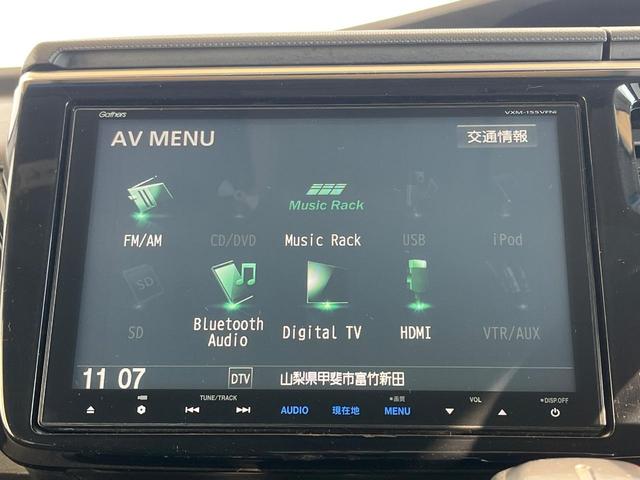 Gathers VXM-155VFNi
AV MENU 交通情報
Music Rack
FM/AM CD/DVD Music Rack USB iPod
SD
SD Bluetooth Audio Digital TV HDMI VTR/AUX
11 07 DTV 山梨県甲斐市富竹新田
TUNE/TRACK *画質 VOL *DISP.OFF
AUDIO 現在地 MENU